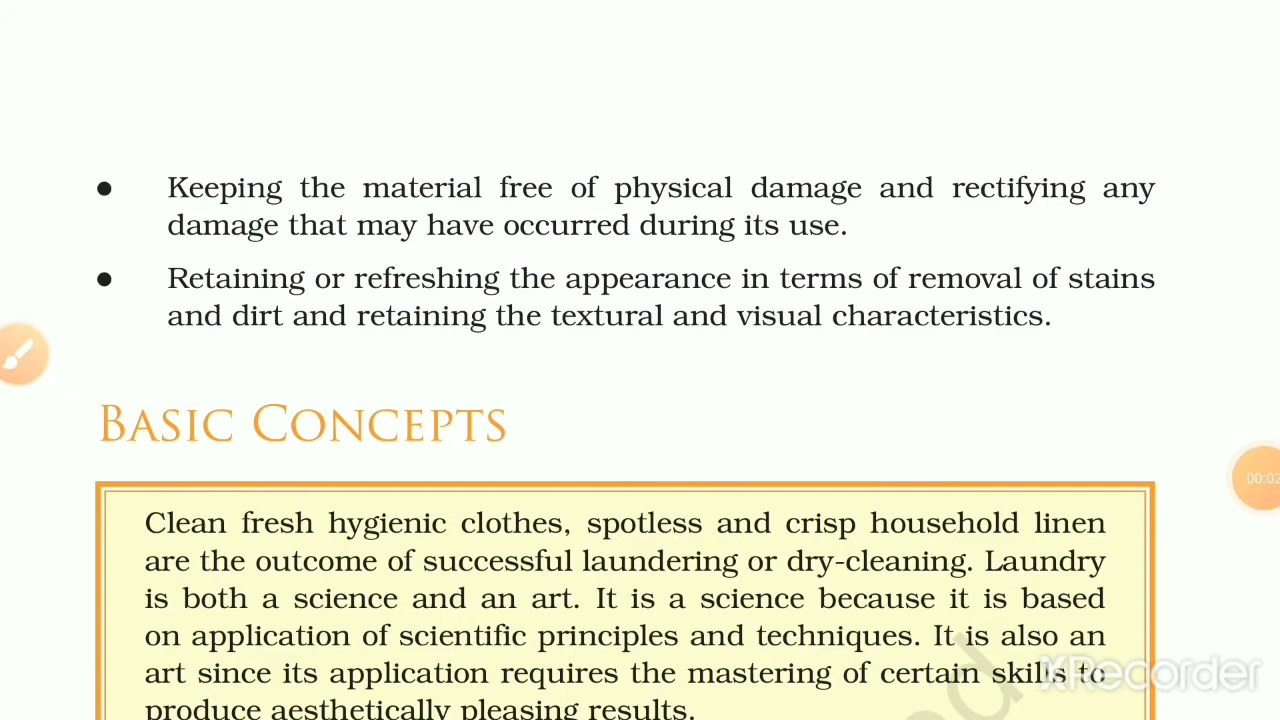 ● Keeping the material free of physical damage and rectifying any
damage that may have occurred during its use.
● Retaining or refreshing the appearance in terms of removal of stains
and dirt and retaining the textural and visual characteristics.
BASIC CONCEPTS
00:02
Clean fresh hygienic clothes, spotless and crisp household linen
are the outcome of successful laundering or dry-cleaning. Laundry
is both a science and an art. It is a science because it is based
on application of scientific principles and techniques. It is also an
art since its application requires the mastering of certain skills to
produce aesthetically pleasing results.
XRecorder